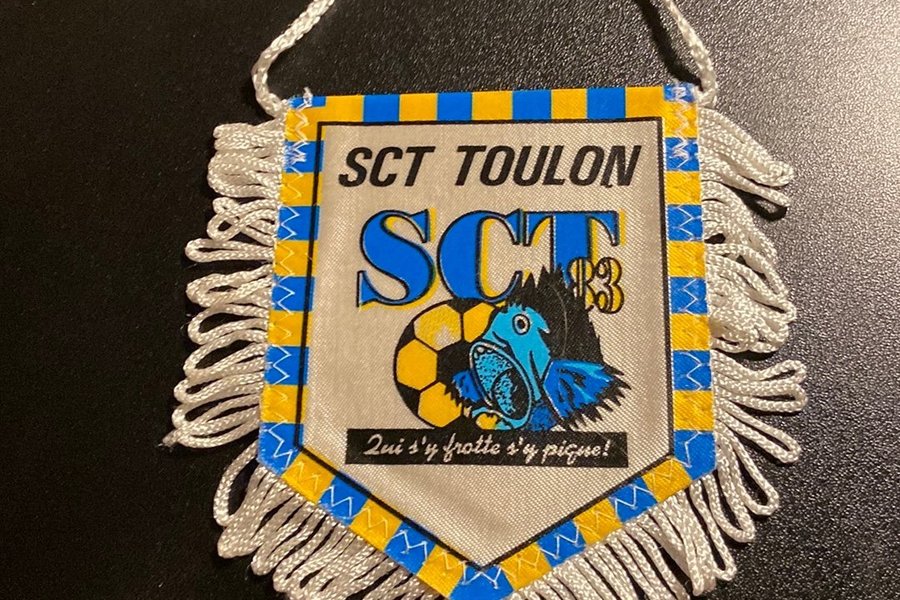 SCT TOULON
SCT
83
Qui s'y frotte s'y pique!